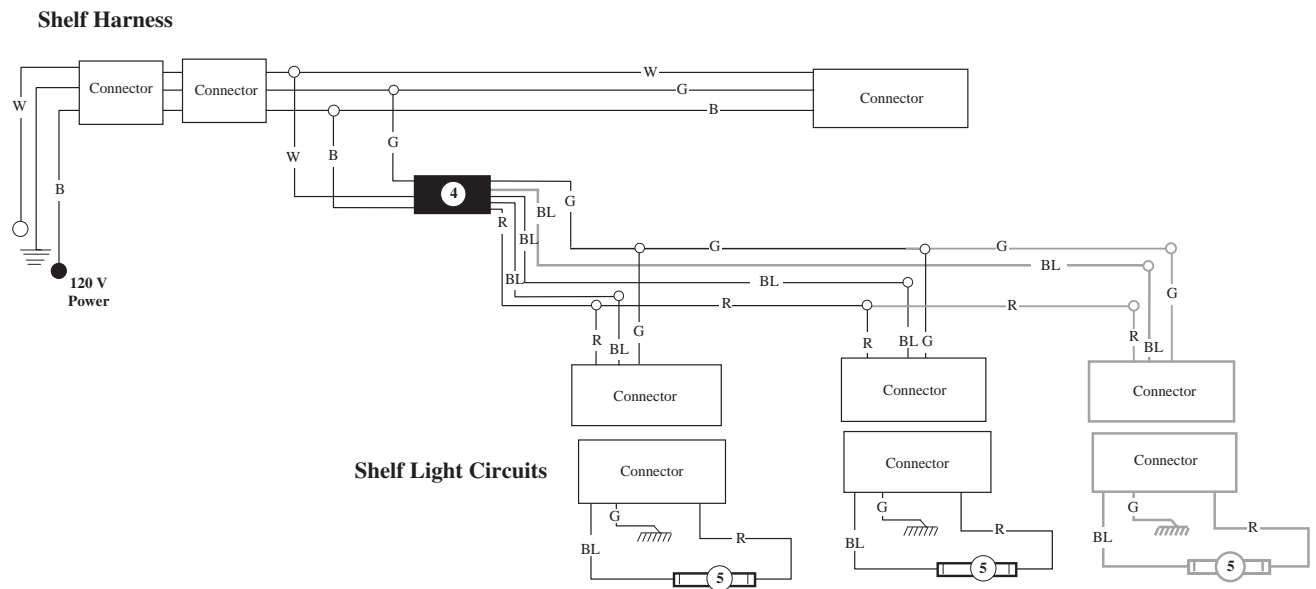 Shelf Harness
W
Connector
Connector
G
Connector
B
W
G
B
W
B
4
G
BL
R
BL
BL
G
G
BL
BL
G
R
R
120 V
Power
R
BL
G
R
BL
G
R
BL
Connector
Connector
Connector
Shelf Light Circuits
Connector
Connector
Connector
G
G
G
BL
R
BL
R
BL
R
5
5
5